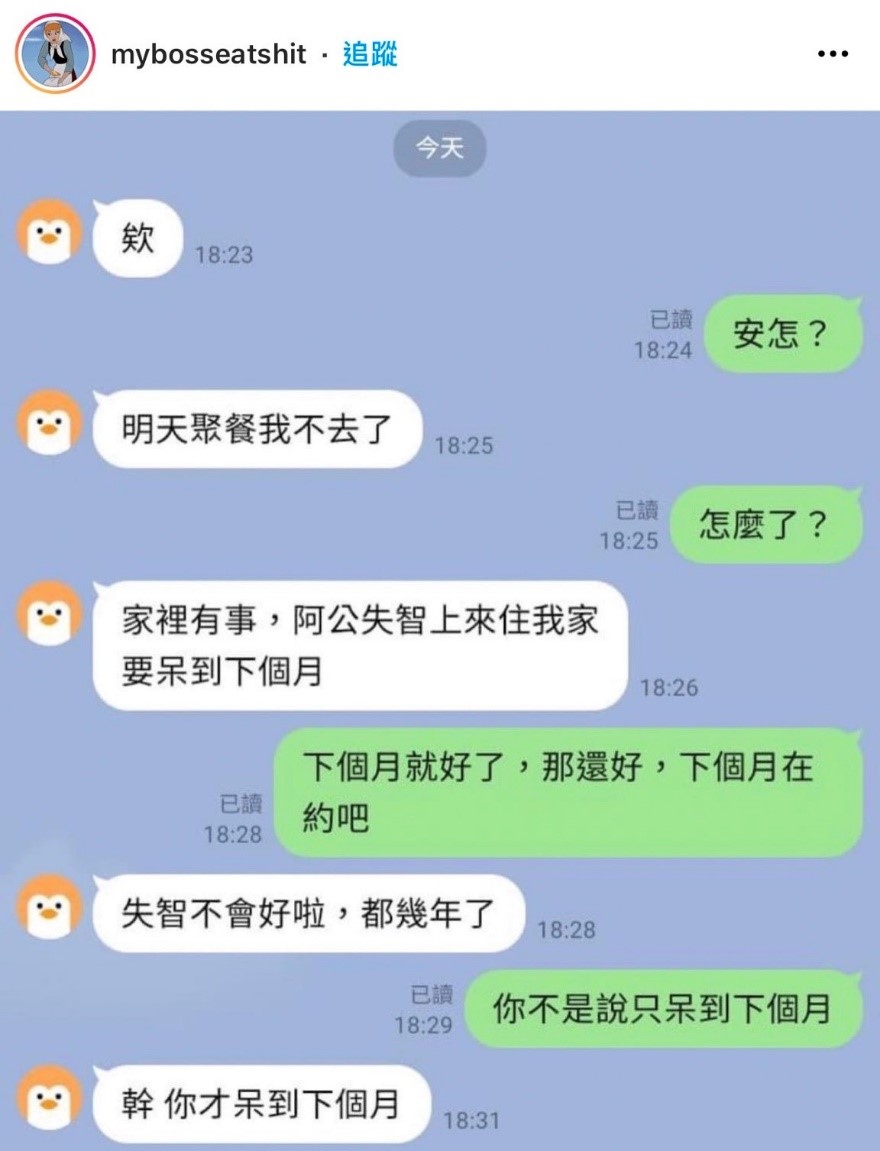 mybosseatshit · 追蹤
今天
欸
18:23
已讀
18:24
安怎？
明天聚餐我不去了
18:25
已讀
18:25
怎麼了？
家裡有事，阿公失智上來住我家
要呆到下個月
18:26
下個月就好了，那還好，下個月在
約吧
已讀
18:28
失智不會好啦，都幾年了
18:28
已讀
18:29
你不是說只呆到下個月
幹 你才呆到下個月
18:31